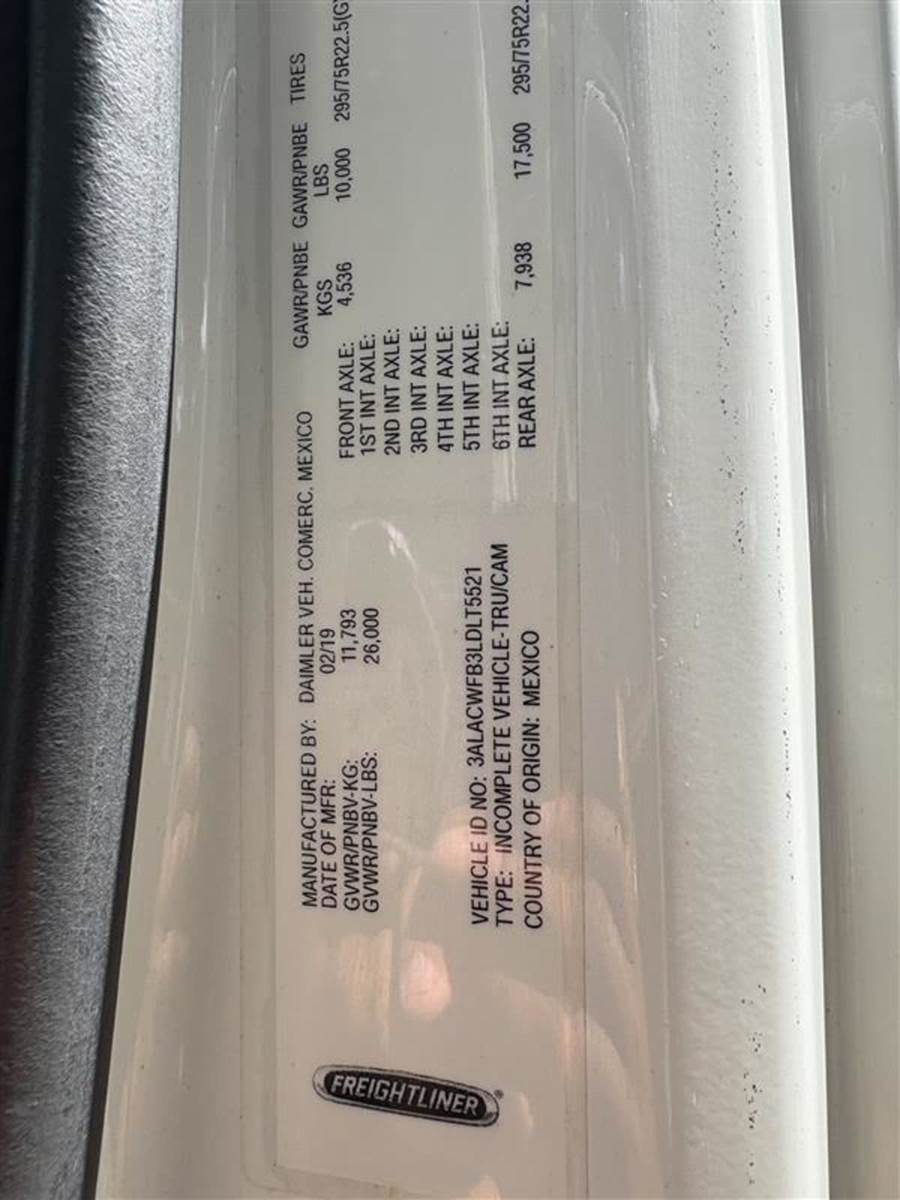 FREIGHTLINER®
MANUFACTURED BY: DAIMLER VEH. COMERC. MEXICO GAWR/PNBE GAWR/PNBE TIRES
DATE OF MFR: 02/19 KGS LBS
GVWR/PNBV-KG: 11,793 FRONT AXLE: 4,536 10,000 295/75R22.5(G)
GVWR/PNBV-LBS: 26,000 1ST INT AXLE:
2ND INT AXLE:
3RD INT AXLE:
4TH INT AXLE:
VEHICLE ID NO: 3ALACWFB3LDLT5521 5TH INT AXLE:
TYPE: INCOMPLETE VEHICLE-TRU/CAM 6TH INT AXLE:
COUNTRY OF ORIGIN: MEXICO REAR AXLE: 7,938 17,500 295/75R22.